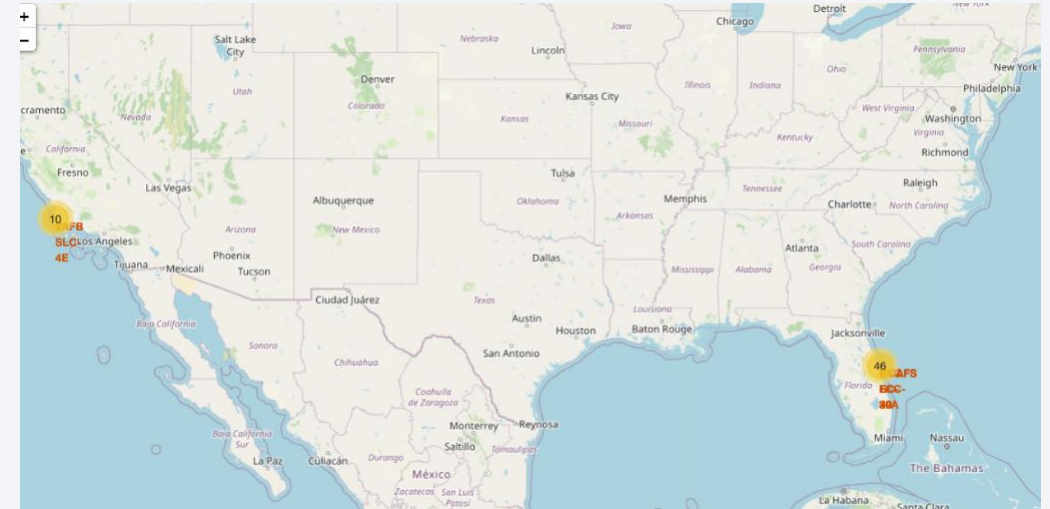 +
−
Salt Lake
City
Nebraska
Iowa
Chicago
Detroit
Lincoln
Pennsylvania
New York
Utah
Denver
Colorado
Kansas City
Illinois
Indiana
Ohio
Philadelphia
cramento
Nevada
Kansas
Missouri
West Virginia
Washington
Virginia
California
Kentucky
Richmond
Fresno
Las Vegas
Tulsa
Raleigh
Albuquerque
Oklahoma
Memphis
Tennessee
Charlotte
North Carolina
10
AFB
SLC-
4E
os Angeles
Arizona
New Mexico
Arkansas
Atlanta
South Carolina
Phoenix
Tucson
Dallas
Mississippi
Alabama
Georgia
Tijuana
Mexicali
Ciudad Juárez
Texas
Louisiana
Austin
Houston
Baton Rouge
Jacksonville
Baja California
Sonora
Chihuahua
San Antonio
46
AFS
Florida
Coahuila
de Zaragoza
Monterrey
Reynosa
Saltillo
Tamaulipas
Miami
Nassau
Baja California
Sur
La Paz
Culiacán
Durango
México
The Bahamas
Zacatecas
San Luis
Potosí
La Habana
Santa Clara